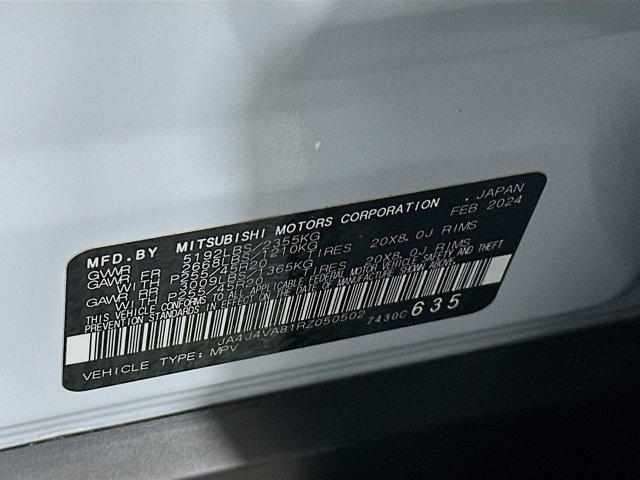 MFD.BY MITSUBISHI MOTORS CORPORATION. JAPAN
GVWR 5192LBS/2355KG FEB 2024
GAWR FR 2668LBS/1210KG
WITH P255/45R20 TIRES 20X8.0J RIMS
GAWR RR 3009LBS/1365KG
WITH P255/45R20 TIRES 20X8.0J RIMS
THIS VEHICLE CONFORMS TO ALL APPLICABLE FEDERAL MOTOR VEHICLE SAFETY AND THEFT
PREVENTION STANDARDS IN EFFECT ON THE DATE OF MANUFACTURE SHOWN ABOVE.
JA4J4VA81RZ050502 7430C 635
VEHICLE TYPE: MPV